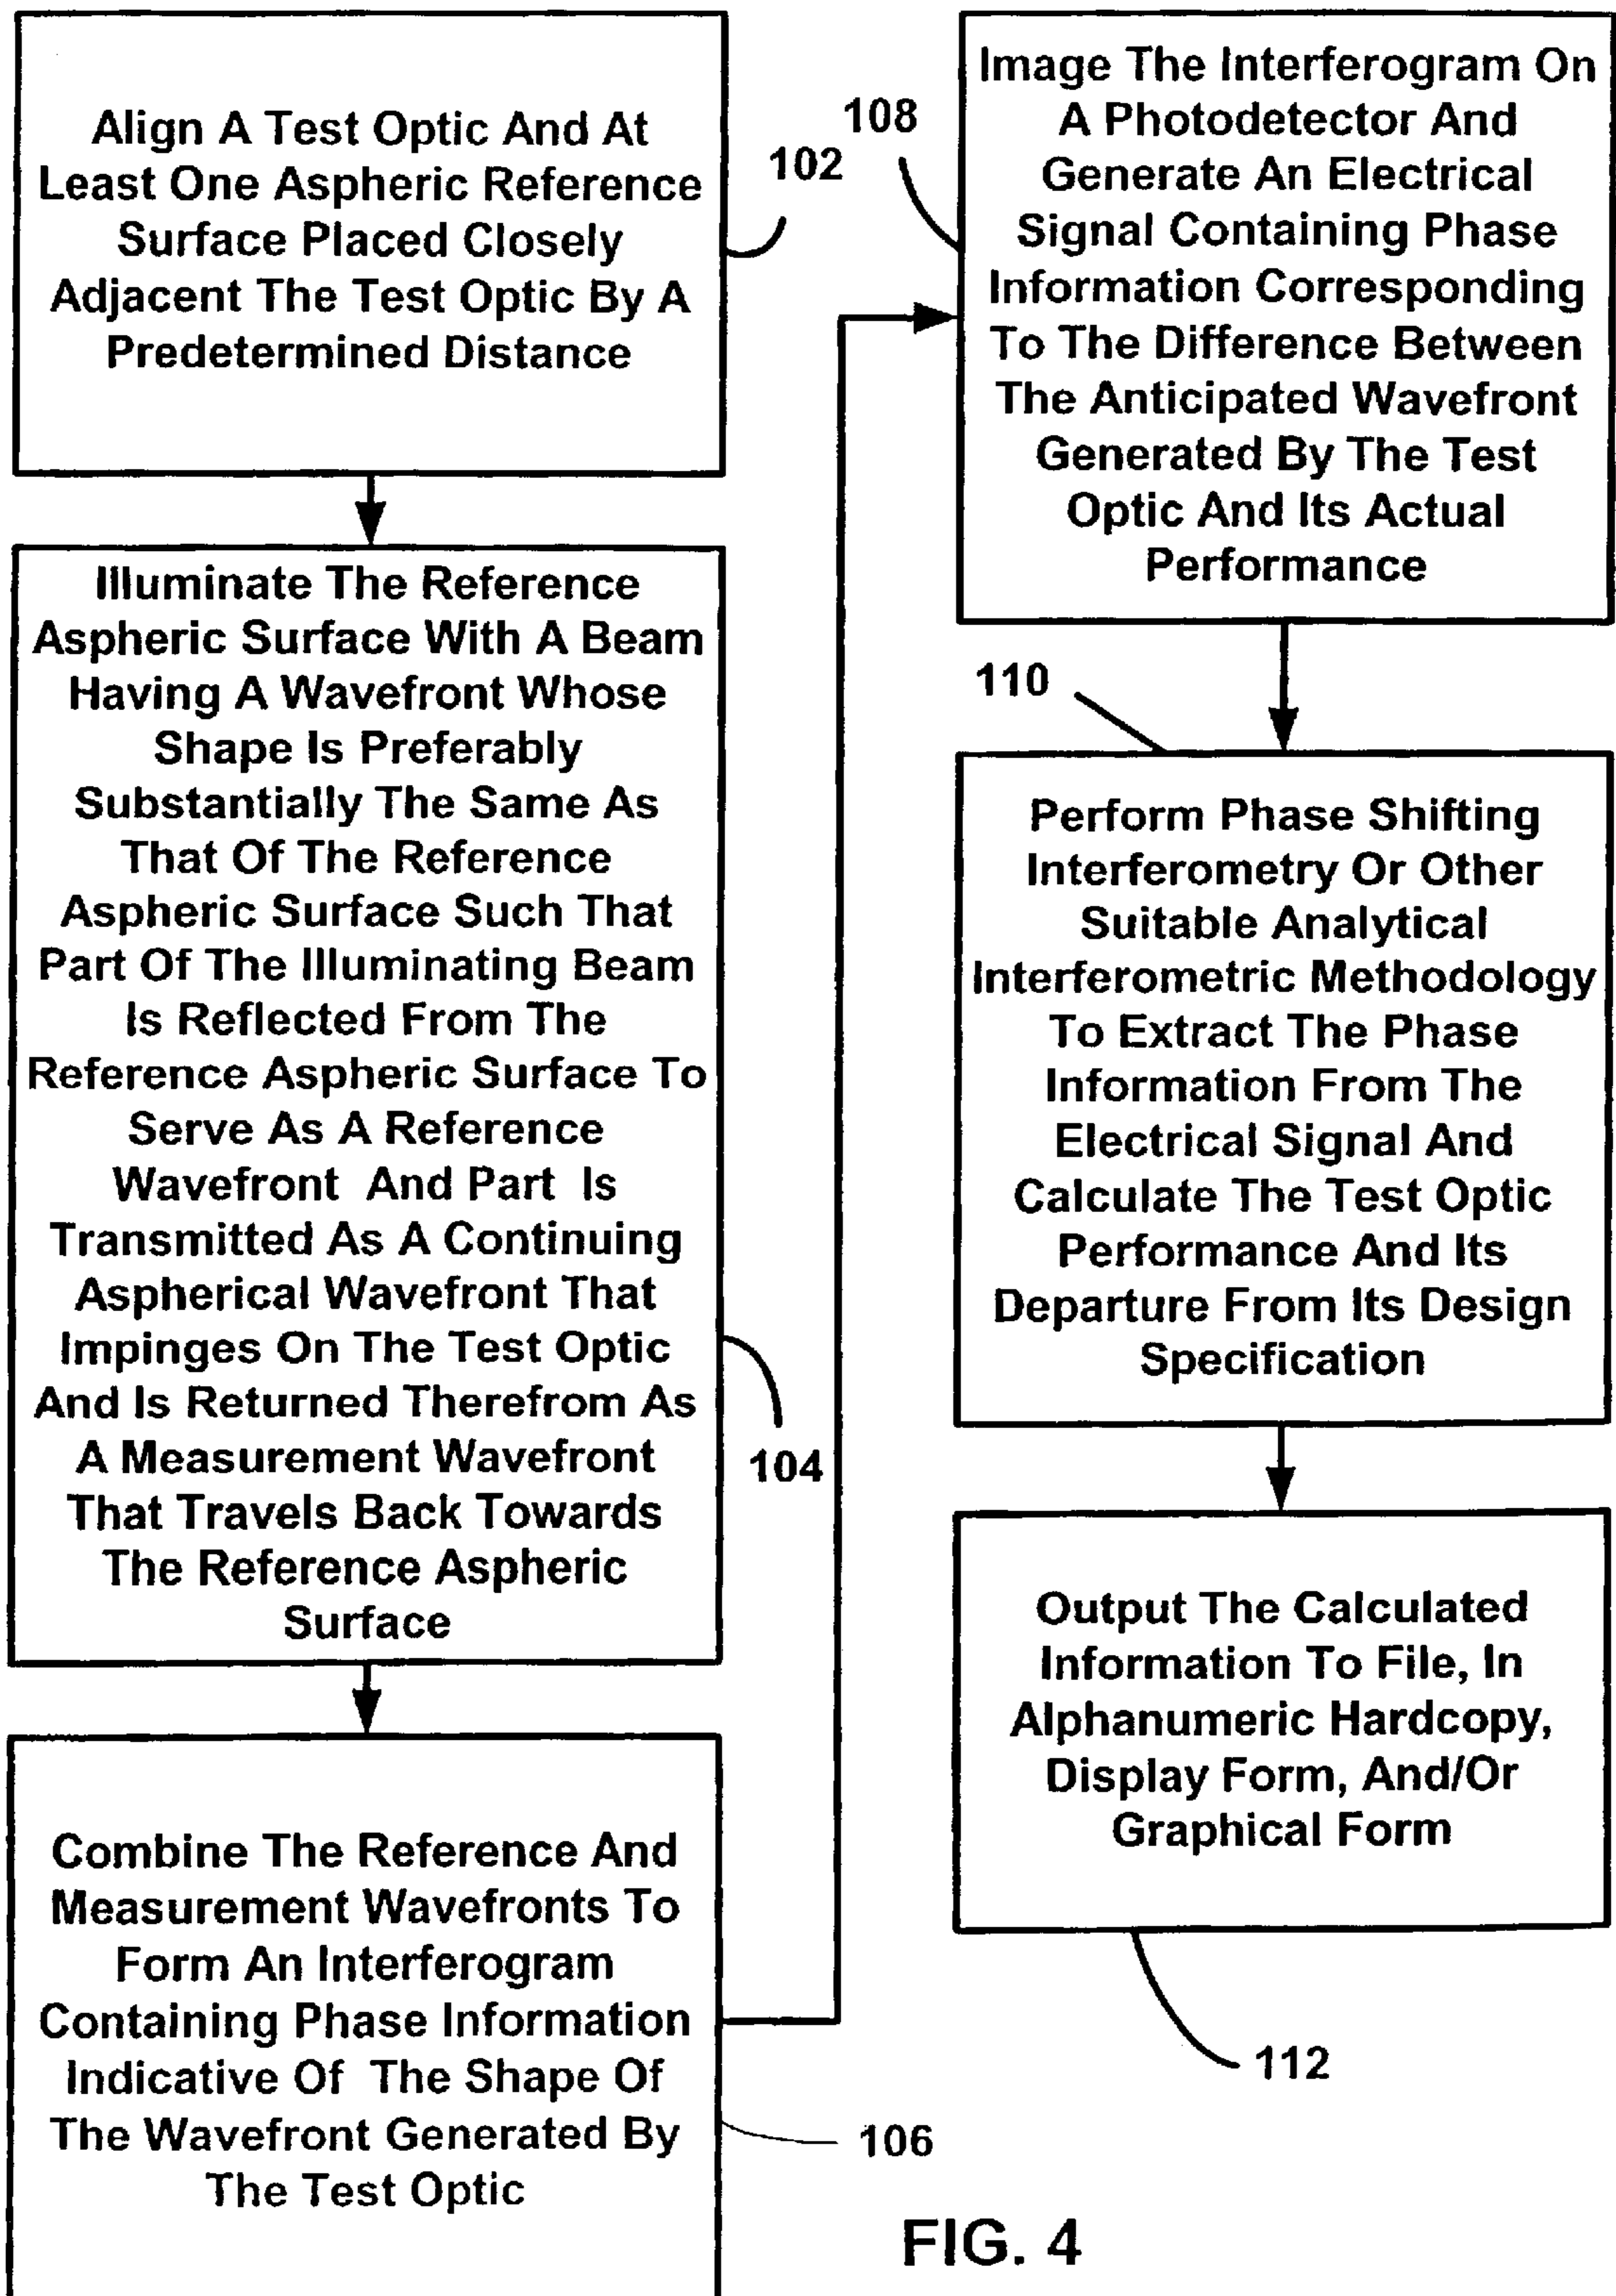 Align A Test Optic And At
Least One Aspheric Reference
Surface Placed Closely
Adjacent The Test Optic By A
Predetermined Distance
102
Illuminate The Reference
Aspheric Surface With A Beam
Having A Wavefront Whose
Shape Is Preferably
Substantially The Same As
That Of The Reference
Aspheric Surface Such That
Part Of The Illuminating Beam
Is Reflected From The
Reference Aspheric Surface To
Serve As A Reference
Wavefront And Part Is
Transmitted As A Continuing
Aspherical Wavefront That
Impinges On The Test Optic
And Is Returned Therefrom As
A Measurement Wavefront
That Travels Back Towards
The Reference Aspheric
Surface
104
Combine The Reference And
Measurement Wavefronts To
Form An Interferogram
Containing Phase Information
Indicative Of The Shape Of
The Wavefront Generated By
The Test Optic
106
108
Image The Interferogram On
A Photodetector And
Generate An Electrical
Signal Containing Phase
Information Corresponding
To The Difference Between
The Anticipated Wavefront
Generated By The Test
Optic And Its Actual
Performance
110
Perform Phase Shifting
Interferometry Or Other
Suitable Analytical
Interferometric Methodology
To Extract The Phase
Information From The
Electrical Signal And
Calculate The Test Optic
Performance And Its
Departure From Its Design
Specification
Output The Calculated
Information To File, In
Alphanumeric Hardcopy,
Display Form, And/Or
Graphical Form
112
FIG. 4